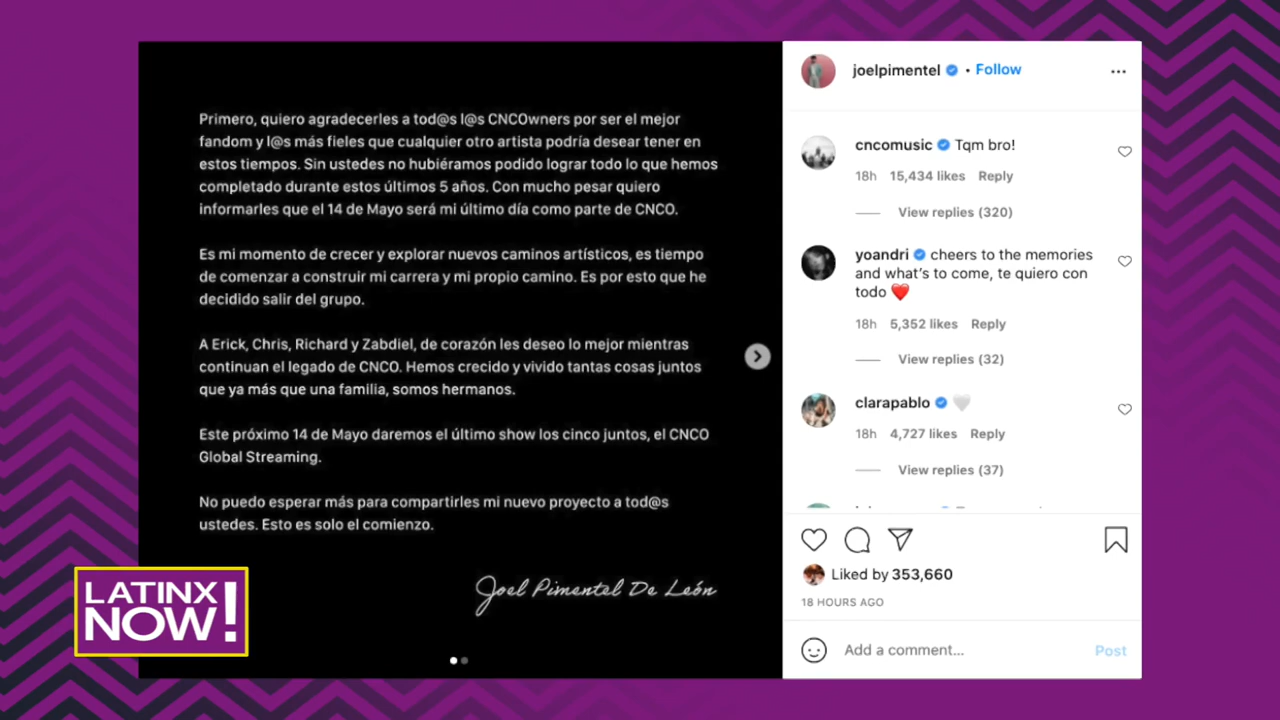 Primero, quiero agradecerles a tod@s l@s CNCOwners por ser el mejor
fandom y l@s más fieles que cualquier otro artista podría desear tener en
estos tiempos. Sin ustedes no hubiéramos podido lograr todo lo que hemos
completado durante estos últimos 5 años. Con mucho pesar quiero
informarles que el 14 de Mayo será mi último día como parte de CNCO.
Es mi momento de crecer y explorar nuevos caminos artísticos, es tiempo
de comenzar a construir mi carrera y mi propio camino. Es por esto que he
decidido salir del grupo.
A Erick, Chris, Richard y Zabdiel, de corazón les deseo lo mejor mientras
continuan el legado de CNCO. Hemos crecido y vivido tantas cosas juntos
que ya más que una familia, somos hermanos.
Este próximo 14 de Mayo daremos el último show los cinco juntos, el CNCO
Global Streaming.
No puedo esperar más para compartirles mi nuevo proyecto a tod@s
ustedes. Esto es solo el comienzo.
Joel Pimentel De León
LATINX
NOW!
joelpimentel • Follow
cncomusic Tqm bro!
18h 15,434 likes Reply
View replies (320)
yoandri cheers to the memories
and what's to come, te quiero con
todo ❤️
18h 5,352 likes Reply
View replies (32)
clarapablo 🤍
18h 4,727 likes Reply
View replies (37)
Liked by 353,660
18 HOURS AGO
Add a comment... Post